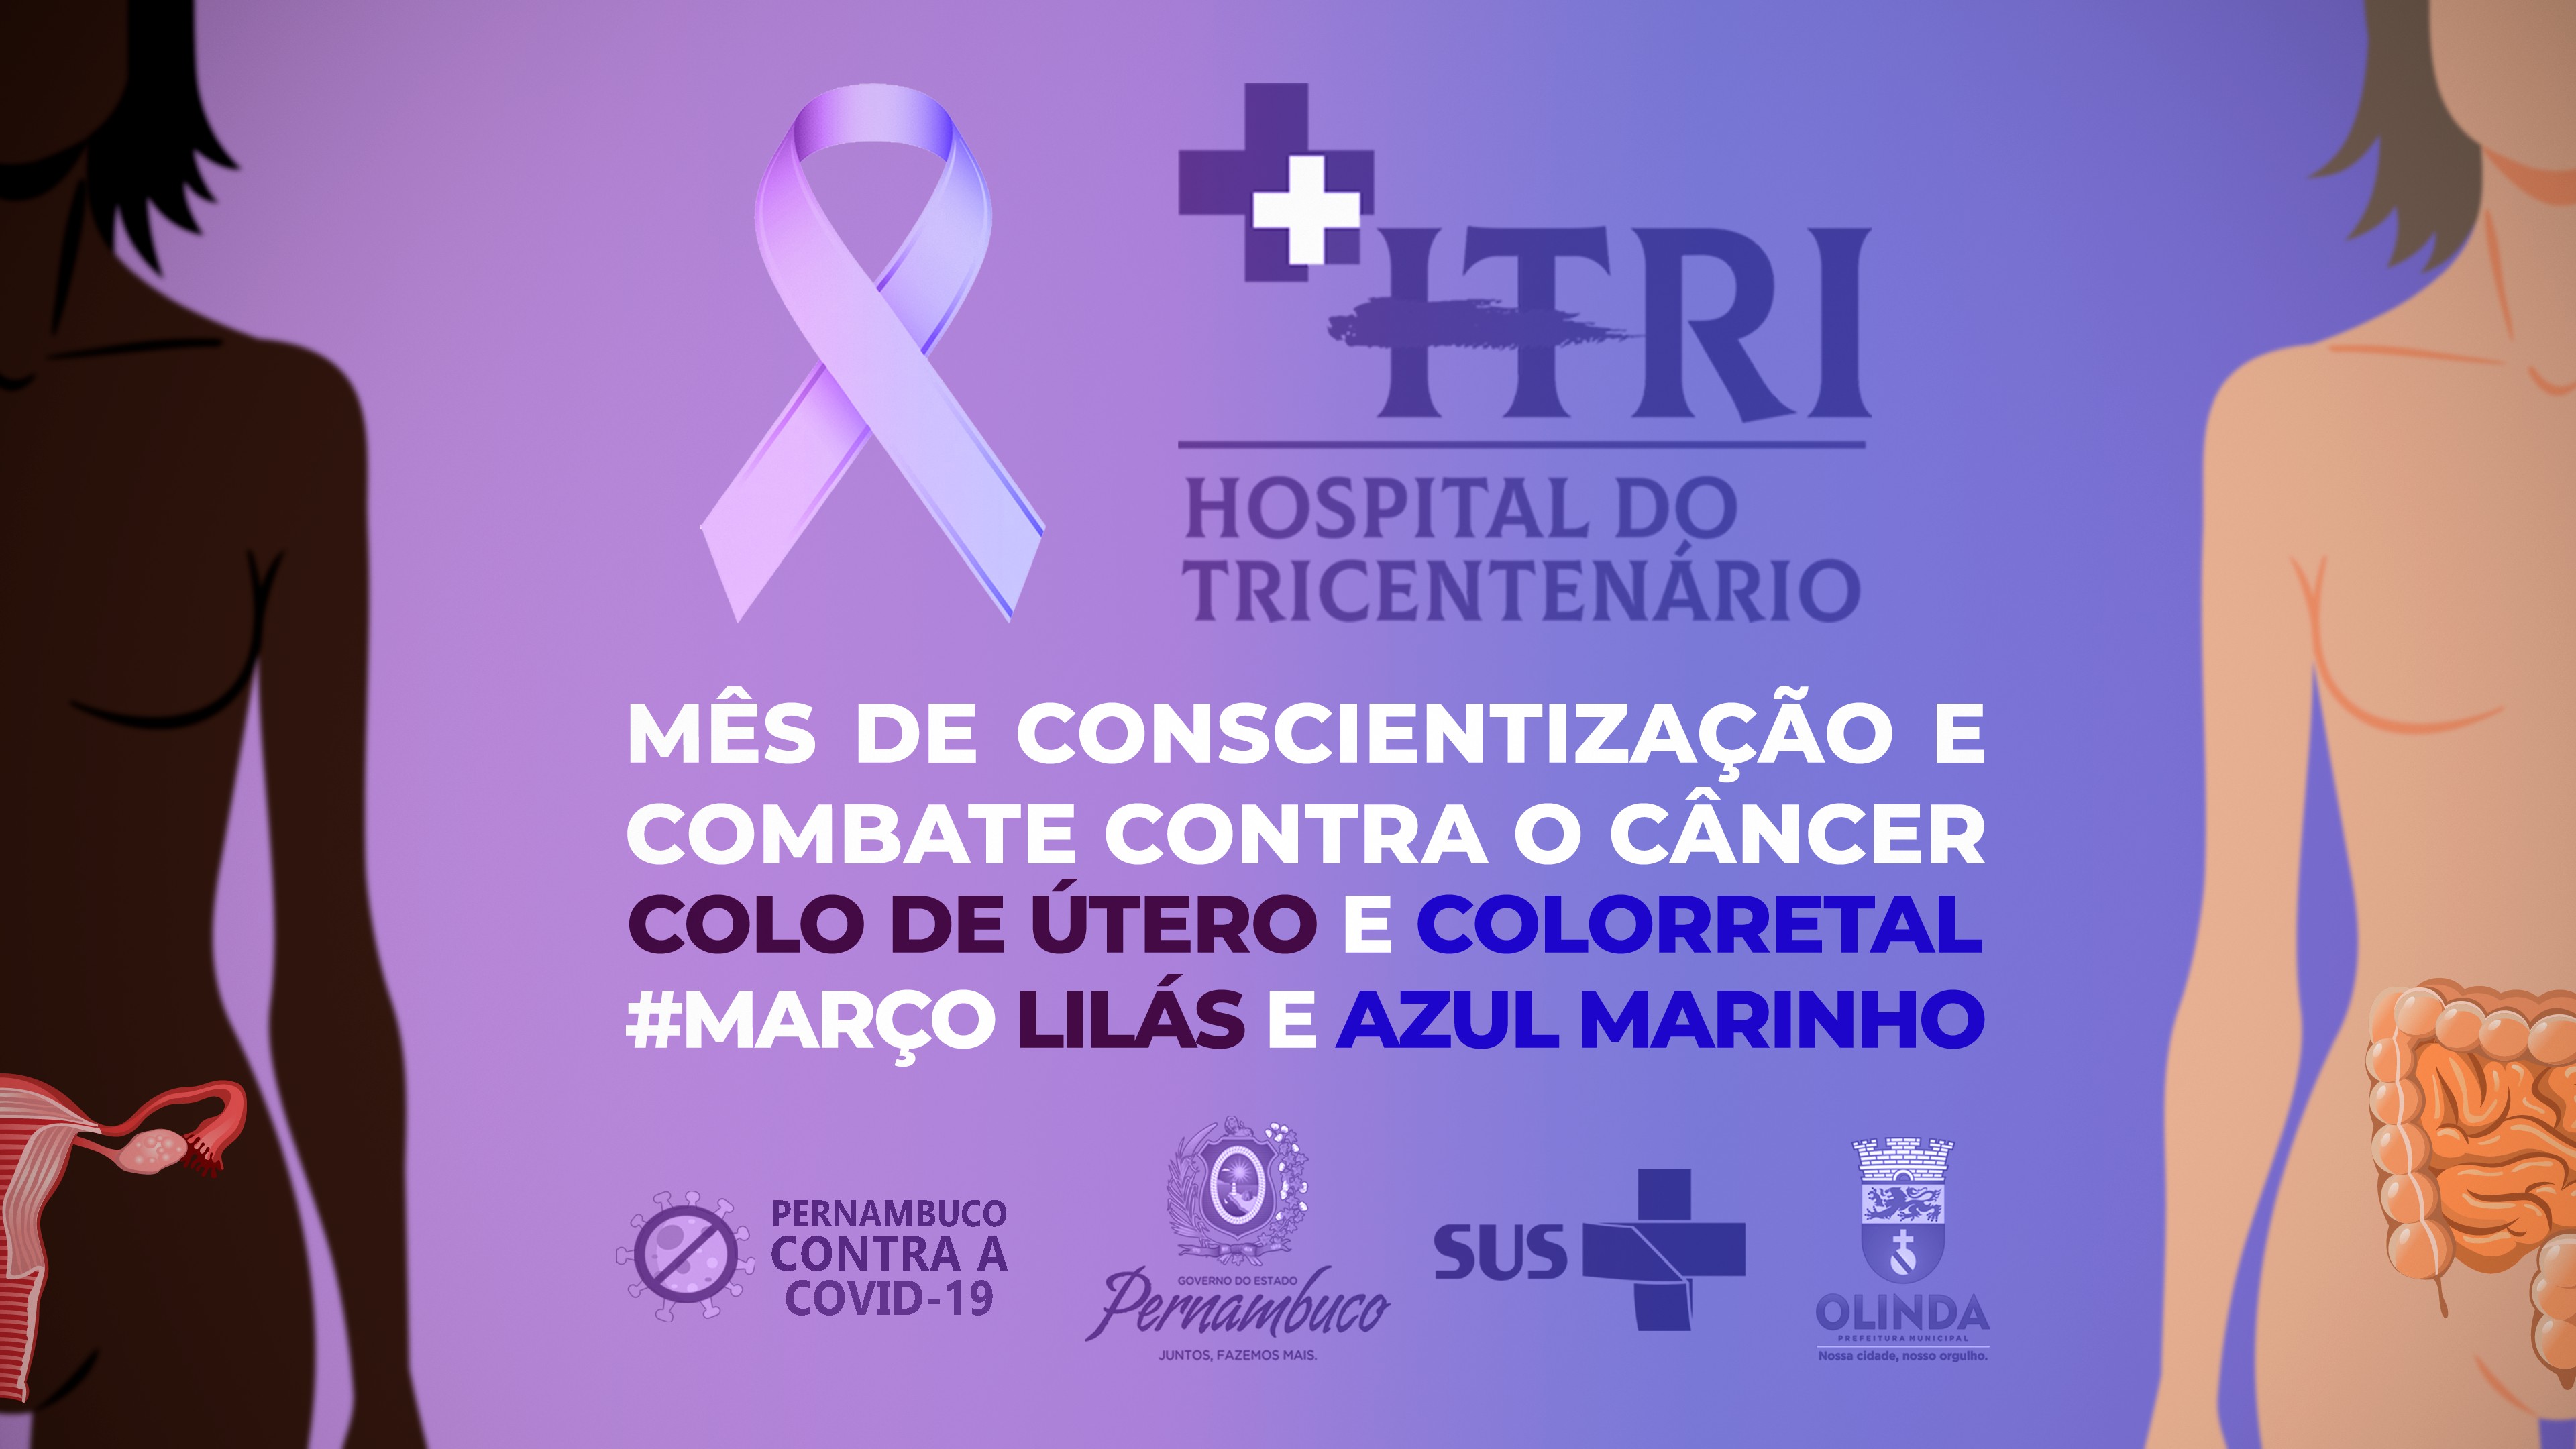 HTRI
HOSPITAL DO
TRICENTENÁRIO
MÊS DE CONSCIENTIZAÇÃO E
COMBATE CONTRA O CÂNCER
COLO DE ÚTERO E COLORRETAL
#MARÇO LILÁS E AZUL MARINHO
PERNAMBUCO
CONTRA A
COVID-19
GOVERNO DO ESTADO
Pernambuco
JUNTOS, FAZEMOS MAIS.
SUS
OLINDA
PREFEITURA MUNICIPAL
Nossa cidade, nosso orgulho.